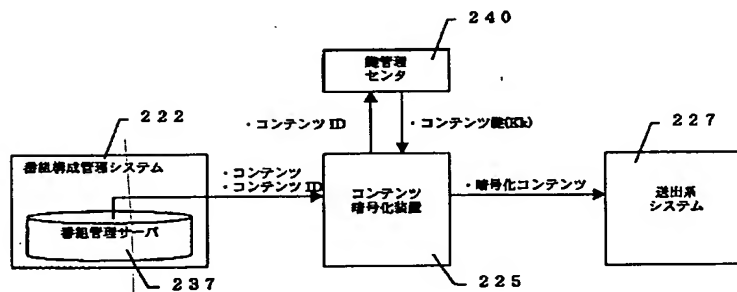 240
鍵管理
センタ
222
・コンテンツID
・コンテンツ鍵(Kk)
227
番組構成管理システム
・コンテンツ
・コンテンツID
番組管理サーバ
コンテンツ
暗号化装置
・暗号化コンテンツ
送出系
システム
237
225